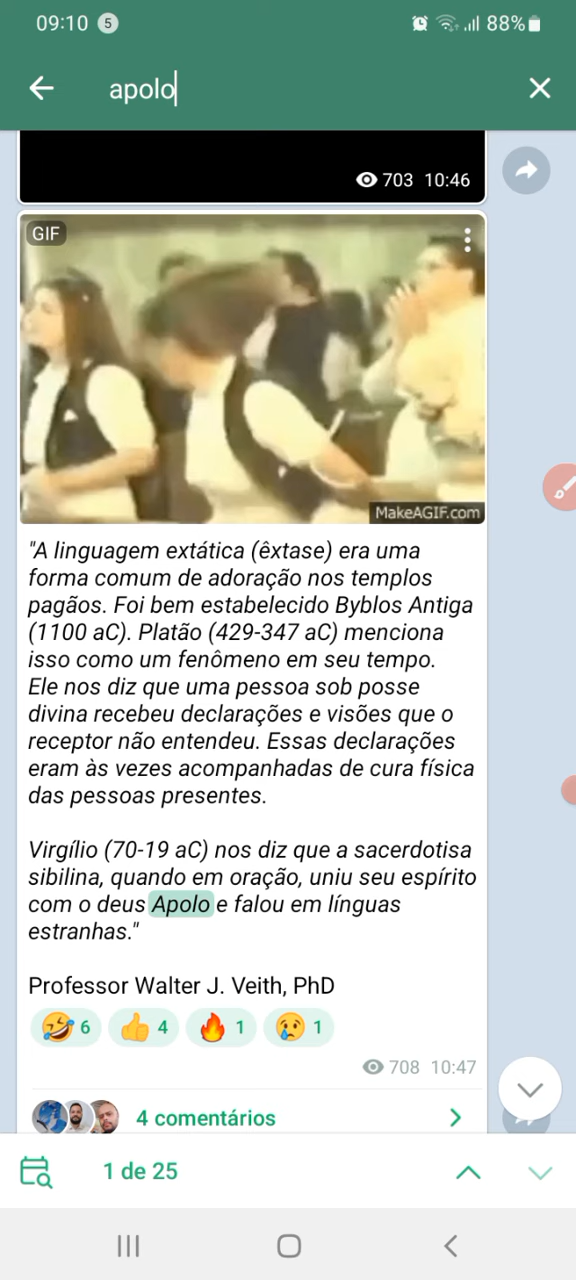 09:10 5 88%
apolo
703 10:46
GIF
MakeAGIF.com
"A linguagem extática (êxtase) era uma
forma comum de adoração nos templos
pagãos. Foi bem estabelecido Byblos Antiga
(1100 aC). Platão (429-347 aC) menciona
isso como um fenômeno em seu tempo.
Ele nos diz que uma pessoa sob posse
divina recebeu declarações e visões que o
receptor não entendeu. Essas declarações
eram às vezes acompanhadas de cura física
das pessoas presentes.
Virgílio (70-19 aC) nos diz que a sacerdotisa
sibilina, quando em oração, uniu seu espírito
com o deus Apolo e falou em línguas
estranhas."
Professor Walter J. Veith, PhD
6 4 1 1
708 10:47
4 comentários
1 de 25